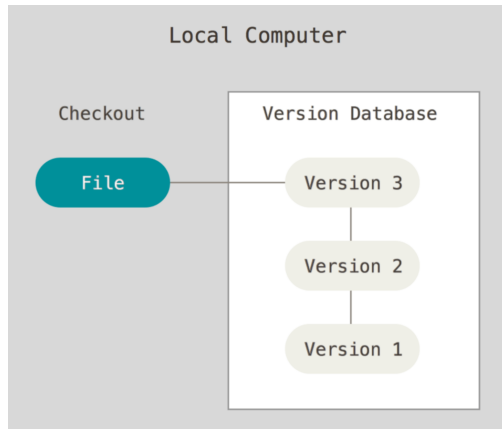 Local Computer
Checkout
Version Database
File
Version 3
Version 2
Version 1